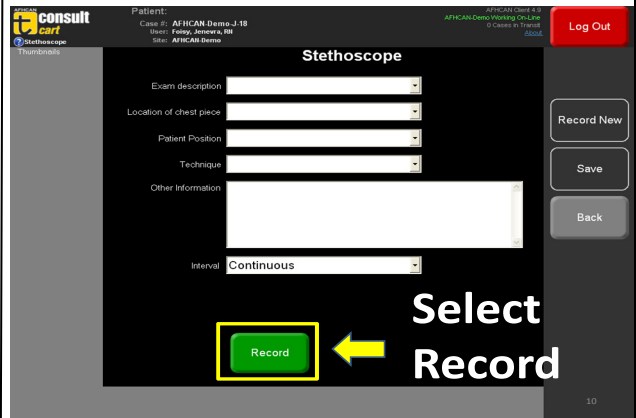 AFHCAN
tconsult
cart
Patient:
Case #: AFHCAN-Demo-J-18
User: Foisy, Jenewra, RN
Site: AFHCAN-Demo
AFHCAN Client 4.9
AFHCAN-Demo Working On-Line
0 Cases in Transit
About
Log Out
? Stethoscope
Thumbnails
Stethoscope
Exam description
Location of chest piece
Patient Position
Technique
Other Information
Interval Continuous
Record New
Save
Back
Select
Record
Record
10